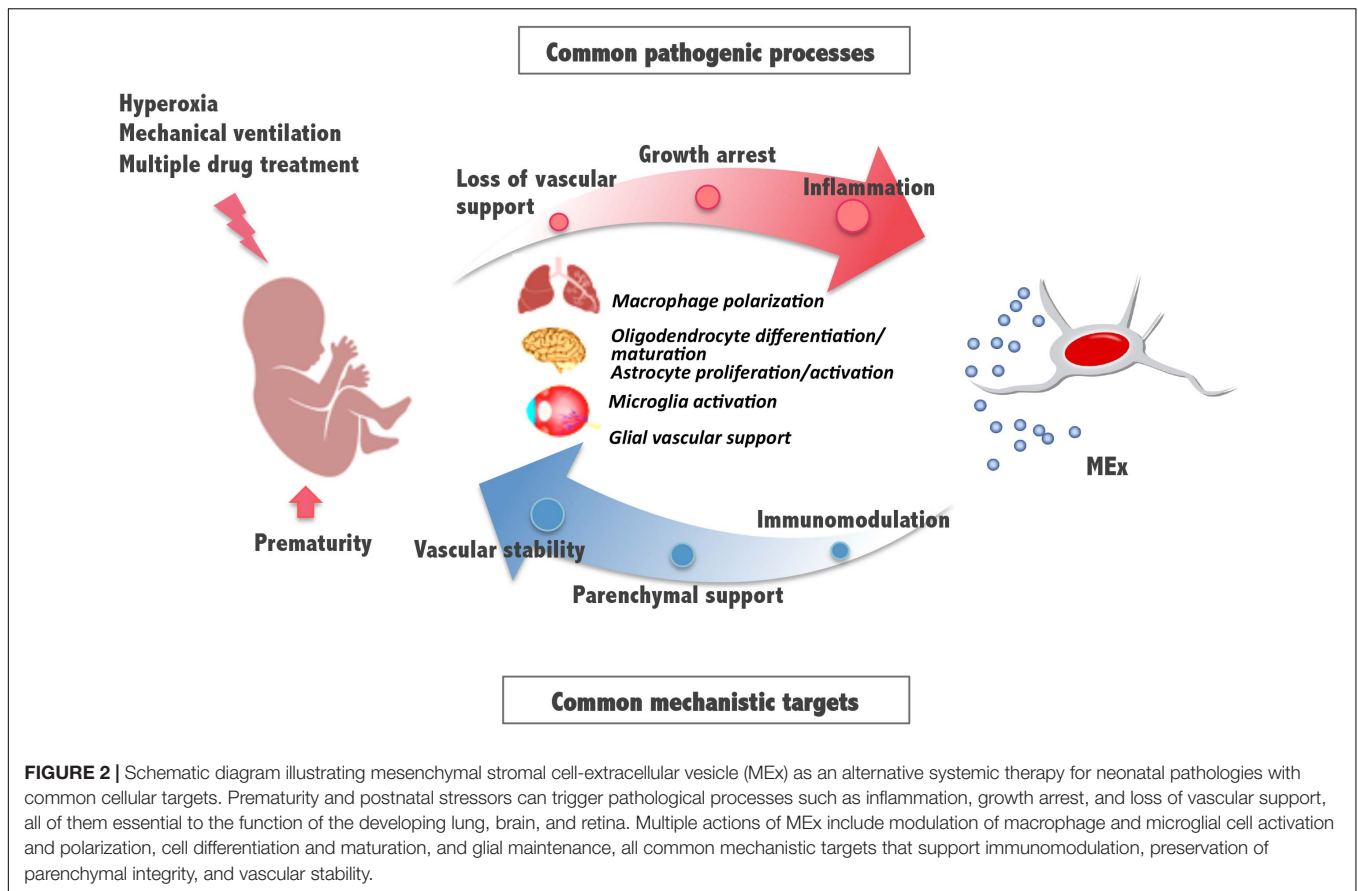 Common pathogenic processes
Hyperoxia
Mechanical ventilation
Multiple drug treatment
Growth arrest
Loss of vascular
support
Inflammation
Macrophage polarization
Oligodendrocyte differentiation/
maturation
Astrocyte proliferation/activation
Microglia activation
Glial vascular support
MEx
Prematurity
Vascular stability
Immunomodulation
Parenchymal support
Common mechanistic targets
FIGURE 2 | Schematic diagram illustrating mesenchymal stromal cell-extracellular vesicle (MEx) as an alternative systemic therapy for neonatal pathologies with
common cellular targets. Prematurity and postnatal stressors can trigger pathological processes such as inflammation, growth arrest, and loss of vascular support,
all of them essential to the function of the developing lung, brain, and retina. Multiple actions of MEx include modulation of macrophage and microglial cell activation
and polarization, cell differentiation and maturation, and glial maintenance, all common mechanistic targets that support immunomodulation, preservation of
parenchymal integrity, and vascular stability.